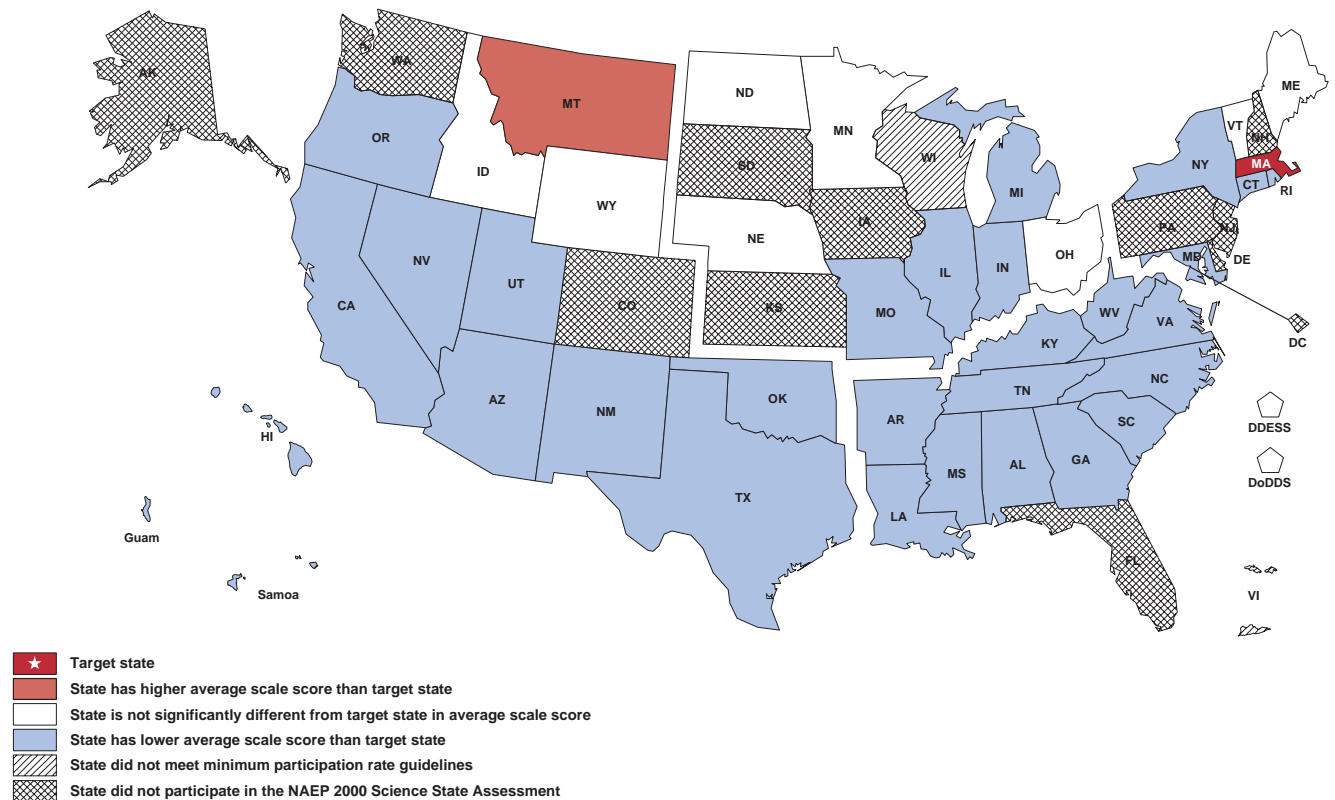 AK
WA
MT
ND
MN
ME
VT
NH
OR
ID
WY
SD
WI
MI
NY
MA
CT
RI
NE
IA
PA
NJ
OH
IL
IN
MD
DE
NV
UT
CO
KS
MO
CA
WV
VA
KY
DC
NC
TN
AZ
NM
OK
AR
SC
DDESS
HI
MS
AL
GA
DoDDS
TX
LA
Guam
FL
Samoa
VI
Target state
State has higher average scale score than target state
State is not significantly different from target state in average scale score
State has lower average scale score than target state
State did not meet minimum participation rate guidelines
State did not participate in the NAEP 2000 Science State Assessment